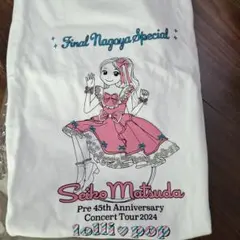 Final Nagoya Special
Seiko Matsuda
Pre 45th Anniversary
Concert Tour 2024
lolli♡pop